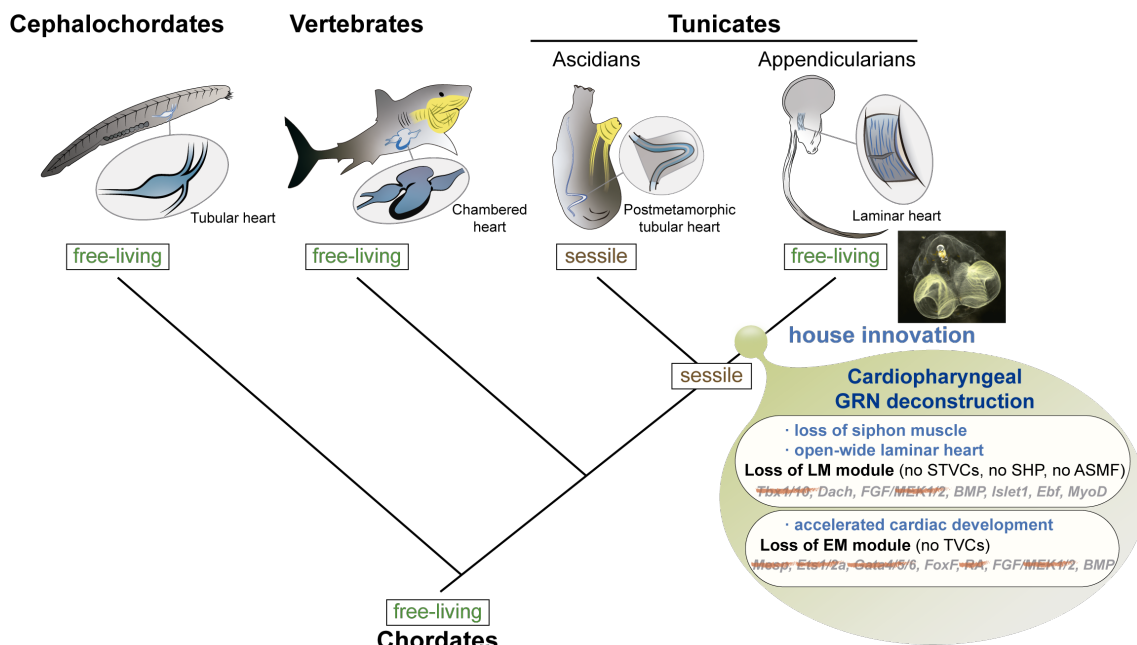 Cephalochordates
Vertebrates
Tunicates
Ascidians
Appendicularians
Tubular heart
Chambered
heart
Postmetamorphic
tubular heart
Laminar heart
free-living
free-living
sessile
free-living
house innovation
sessile
Cardiopharyngeal
GRN deconstruction
· loss of siphon muscle
· open-wide laminar heart
Loss of LM module (no STVCs, no SHP, no ASMF)
Tbx1/10, Dach, FGF/MEK1/2, BMP, Islet1, Ebf, MyoD
· accelerated cardiac development
Loss of EM module (no TVCs)
Mesp, Ets1/2a, Gata4/5/6, FoxF, RA, FGF/MEK1/2, BMP
free-living
Chordates